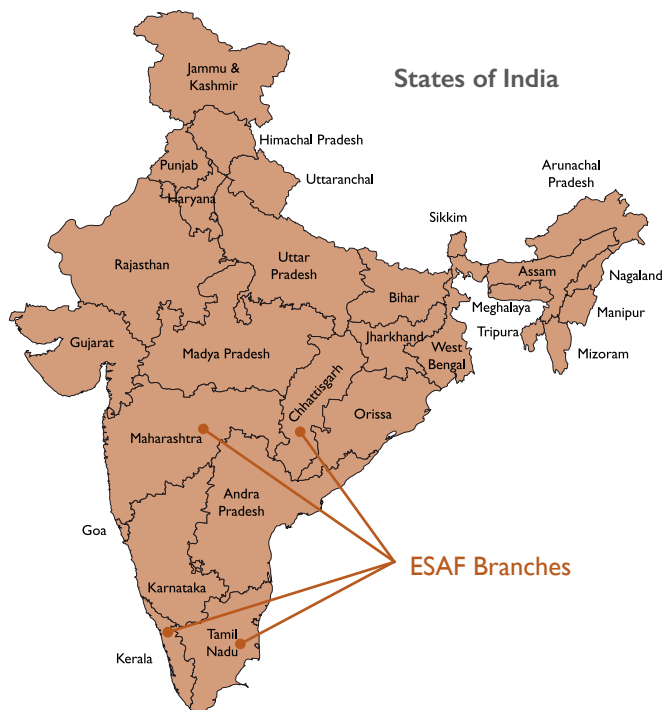 States of India
Jammu &
Kashmir
Himachal Pradesh
Punjab
Uttaranchal
Haryana
Arunachal
Pradesh
Sikkim
Rajasthan
Uttar
Pradesh
Assam
Nagaland
Bihar
Meghalaya
Manipur
Tripura
Jharkhand
Gujarat
Madya Pradesh
West
Bengal
Mizoram
Chhattisgarh
Orissa
Maharashtra
Andra
Pradesh
Goa
ESAF Branches
Karnataka
Tamil
Nadu
Kerala